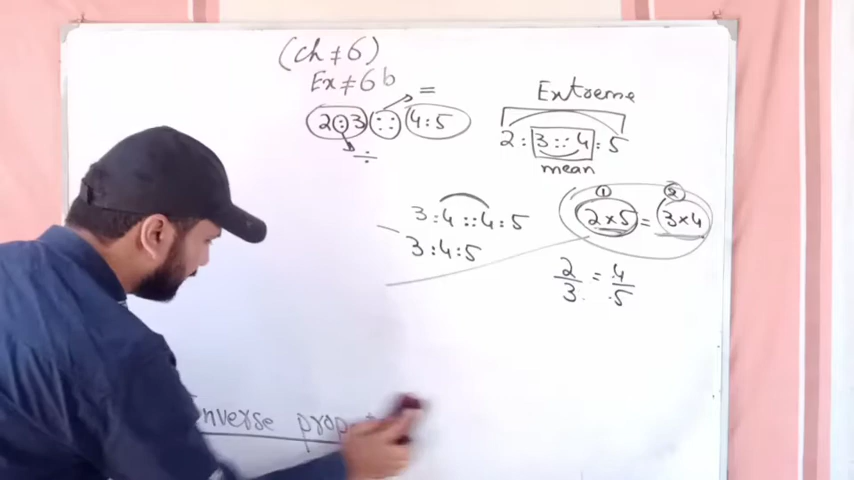 (ch ≠ 6)
Ex ≠ 6b
2:3 :: 4:5
=
÷
Extreme
2:3::4:5
mean
3:4::4:5
3:4:5
①
②
2×5 = 3×4
2/3 = 4/5